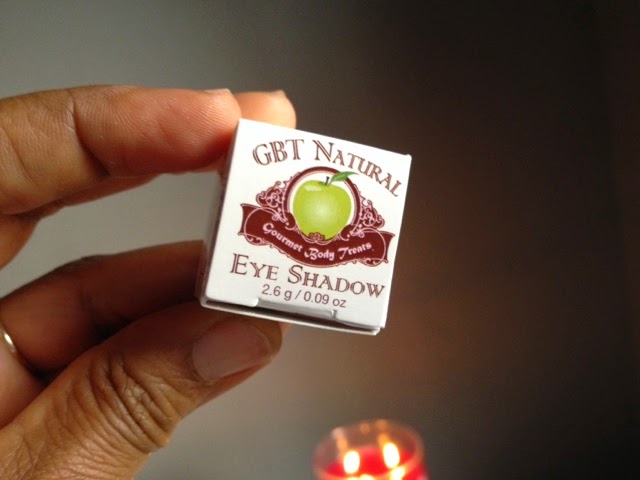 GBT Natural
Gourmet Body Treats
Eye Shadow
2.6 g / 0.09 oz